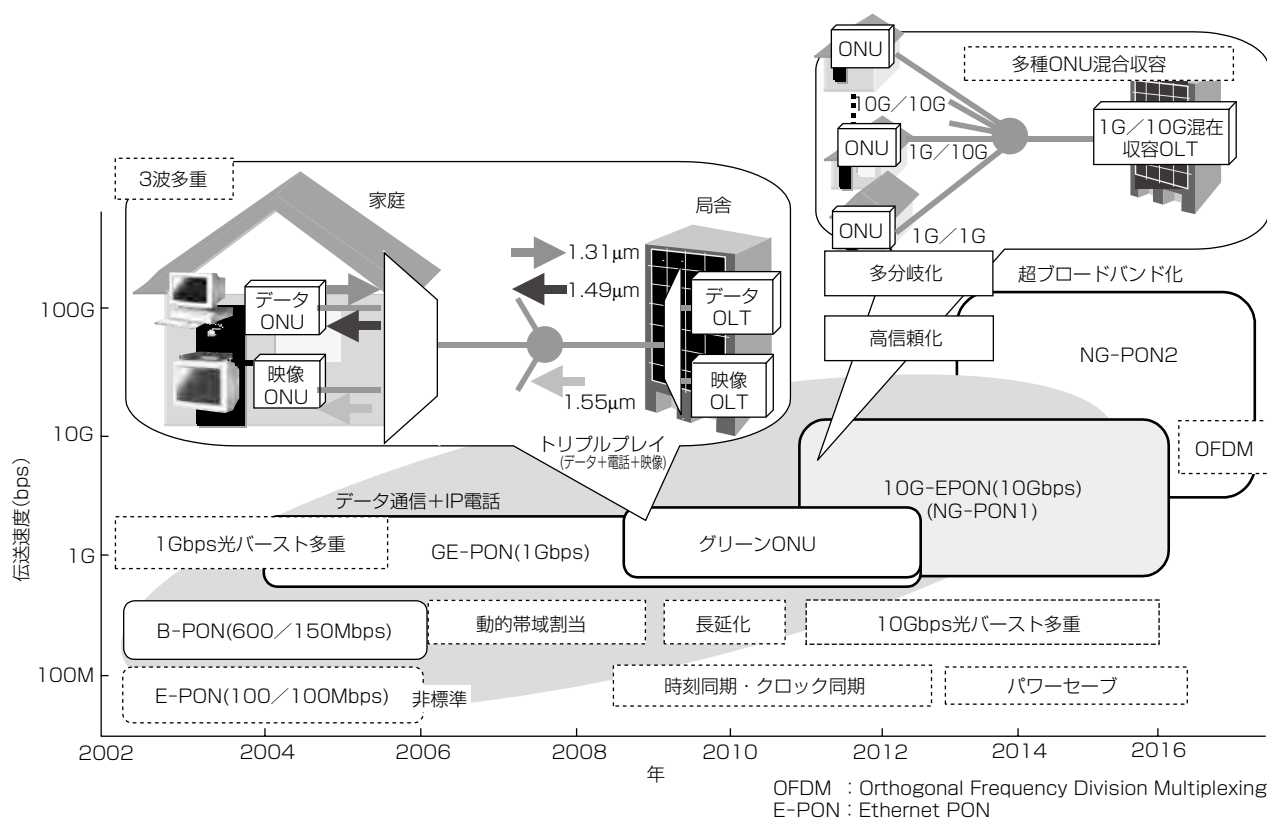 ONU
多種ONU混合収容
10G/10G
1G/10G混在
収容OLT
ONU
1G/10G
ONU
1G/1G
3波多重
家庭
局舎
1.31μm
1.49μm
1.55μm
データ
ONU
映像
ONU
データ
OLT
映像
OLT
多分岐化
超ブロードバンド化
高信頼化
NG-PON2
OFDM
トリプルプレイ
(データ+電話+映像)
データ通信+IP電話
10G-EPON(10Gbps)
(NG-PON1)
1Gbps光バースト多重
GE-PON(1Gbps)
グリーンONU
B-PON(600/150Mbps)
動的帯域割当
長延化
10Gbps光バースト多重
E-PON(100/100Mbps)
非標準
時刻同期・クロック同期
パワーセーブ
伝送速度(bps)
100G
10G
1G
100M
2002
2004
2006
2008
2010
2012
2014
2016
年
OFDM : Orthogonal Frequency Division Multiplexing
E-PON : Ethernet PON